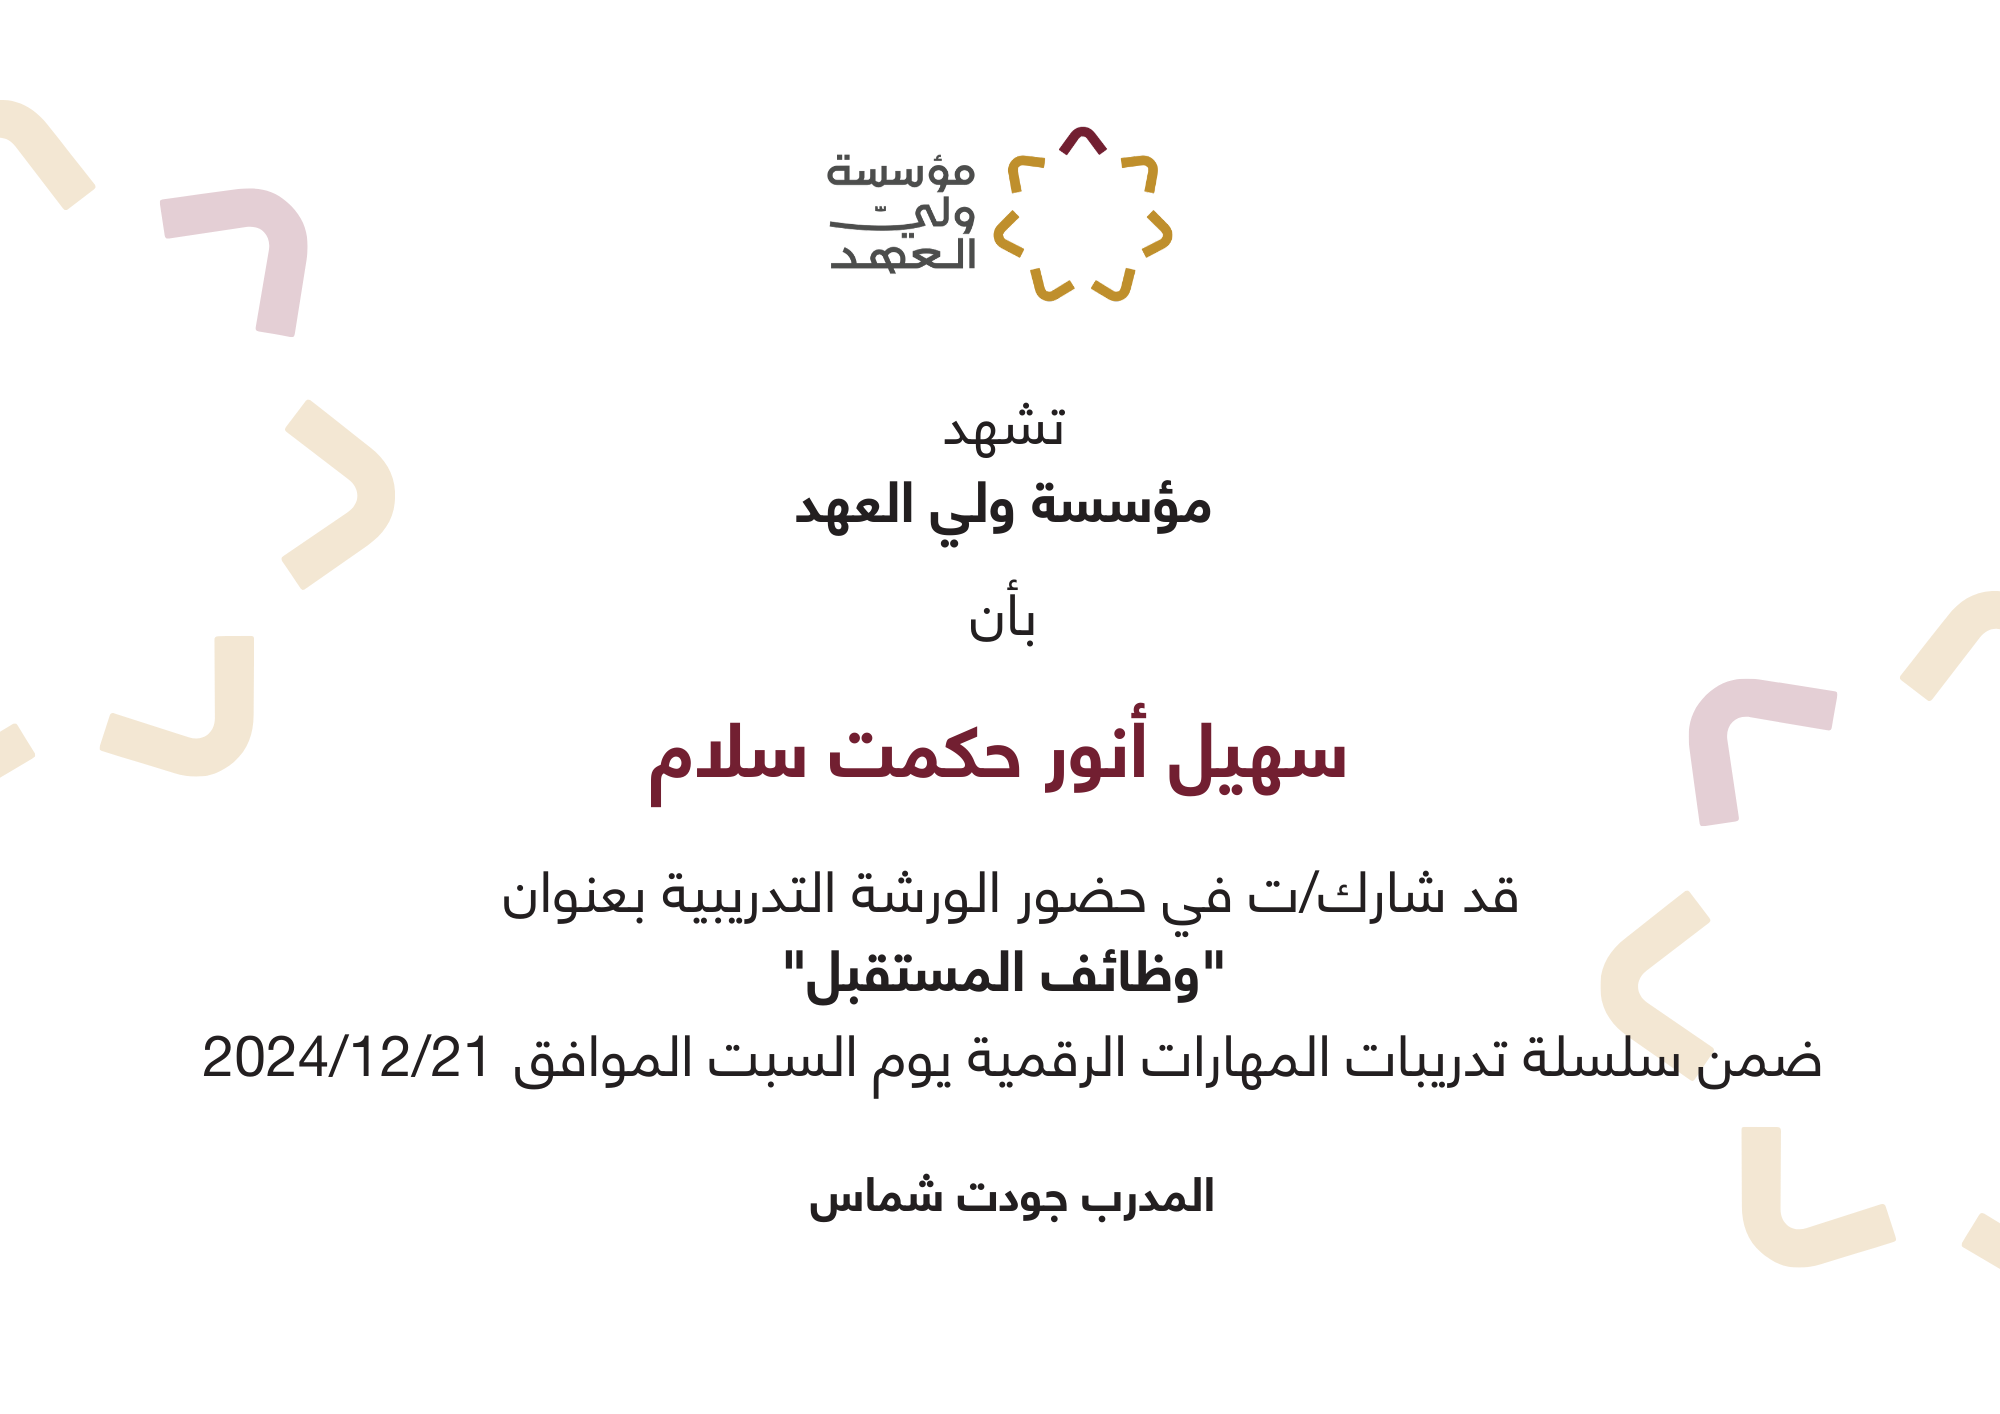 مؤسسة
ولي
العهد
تشهد
مؤسسة ولي العهد
بأن
سهيل أنور حكمت سلام
قد شارك/ت في حضور الورشة التدريبية بعنوان
"وظائف المستقبل"
ضمن سلسلة تدريبات المهارات الرقمية يوم السبت الموافق 2024/12/21
المدرب جودت شماس